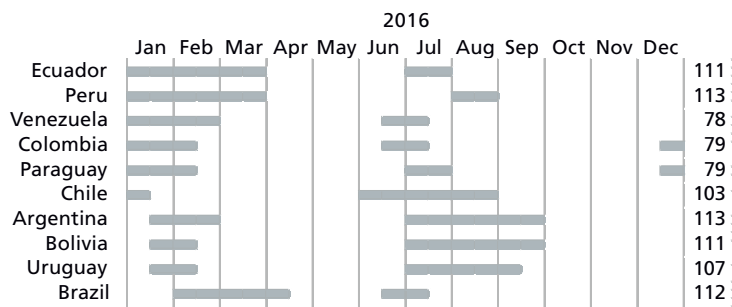 2016
Jan Feb Mar Apr May Jun Jul Aug Sep Oct Nov Dec
Ecuador 111
Peru 113
Venezuela 78
Colombia 79
Paraguay 79
Chile 103
Argentina 113
Bolivia 111
Uruguay 107
Brazil 112